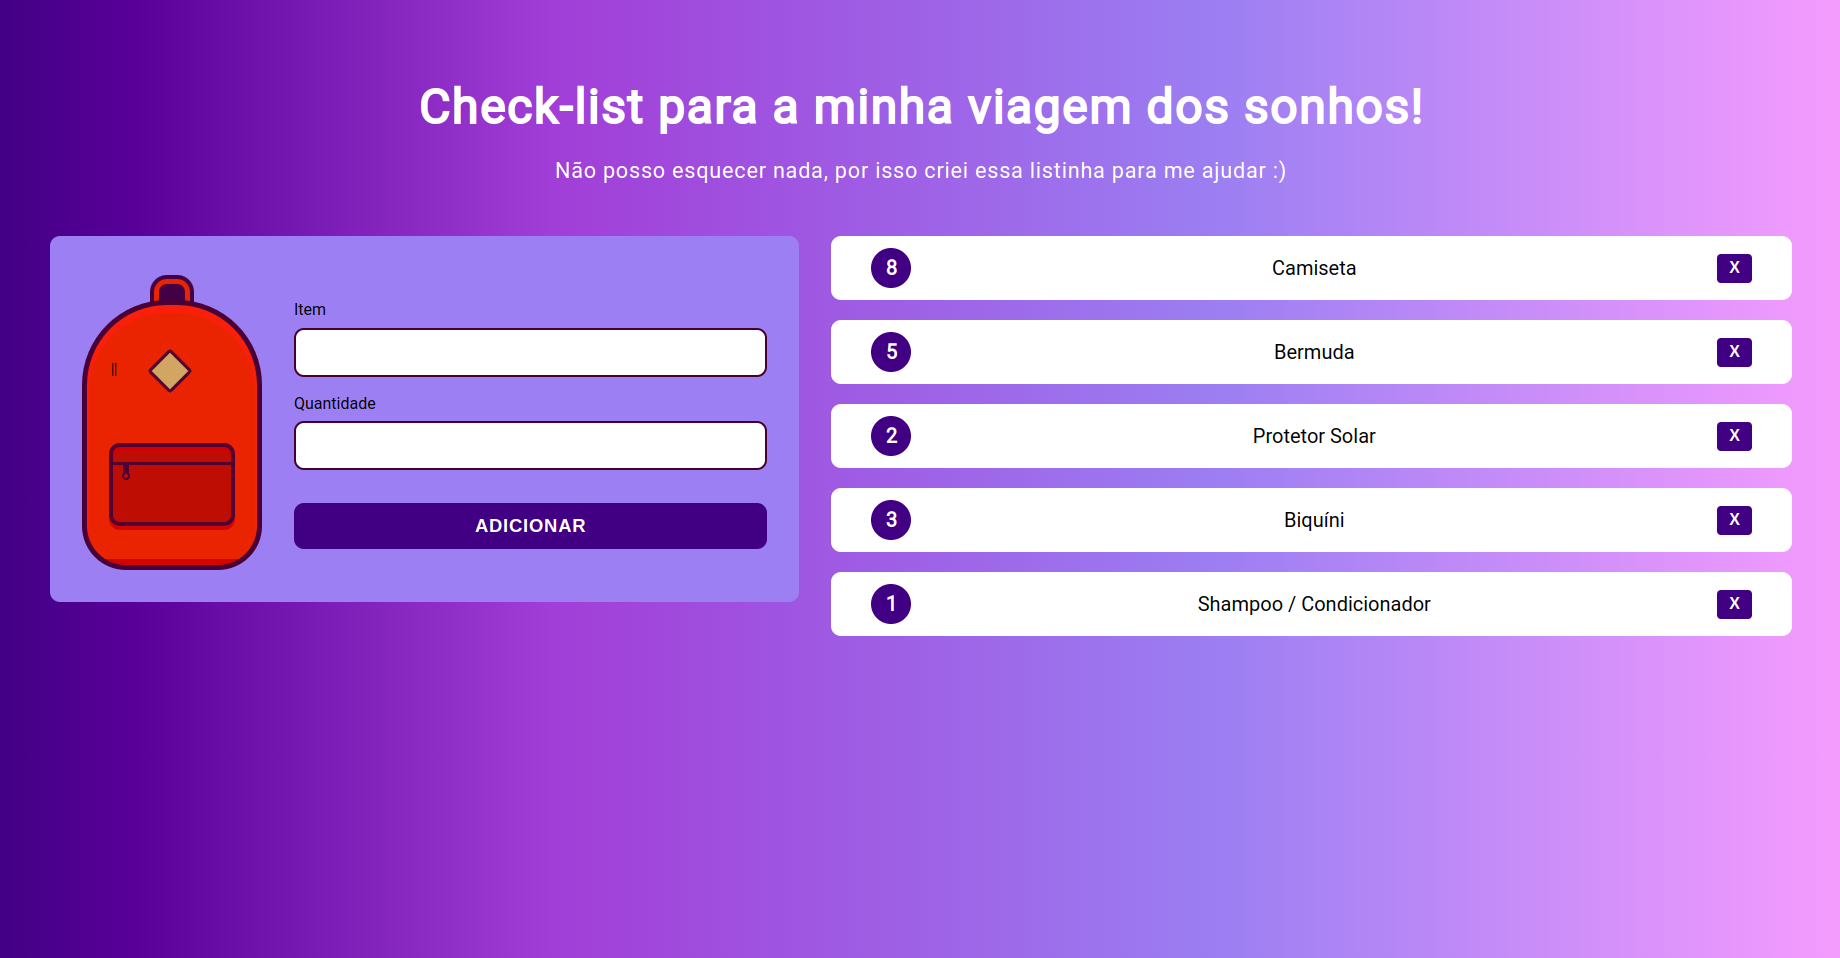 Check-list para a minha viagem dos sonhos!
Não posso esquecer nada, por isso criei essa listinha para me ajudar :)
Item
Quantidade
ADICIONAR
8 Camiseta X
5 Bermuda X
2 Protetor Solar X
3 Biquíni X
1 Shampoo / Condicionador X